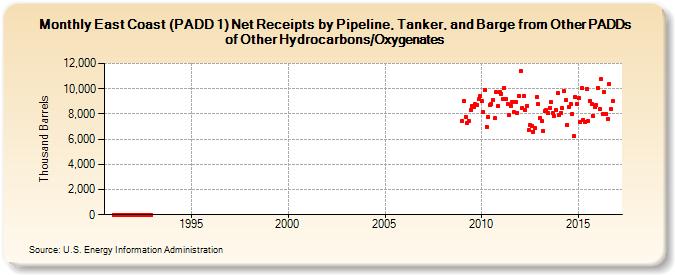 Monthly East Coast (PADD 1) Net Receipts by Pipeline, Tanker, and Barge from Other PADDs
of Other Hydrocarbons/Oxygenates
Thousand Barrels
12,000
10,000
8,000
6,000
4,000
2,000
0
1995 2000 2005 2010 2015
Source: U.S. Energy Information Administration